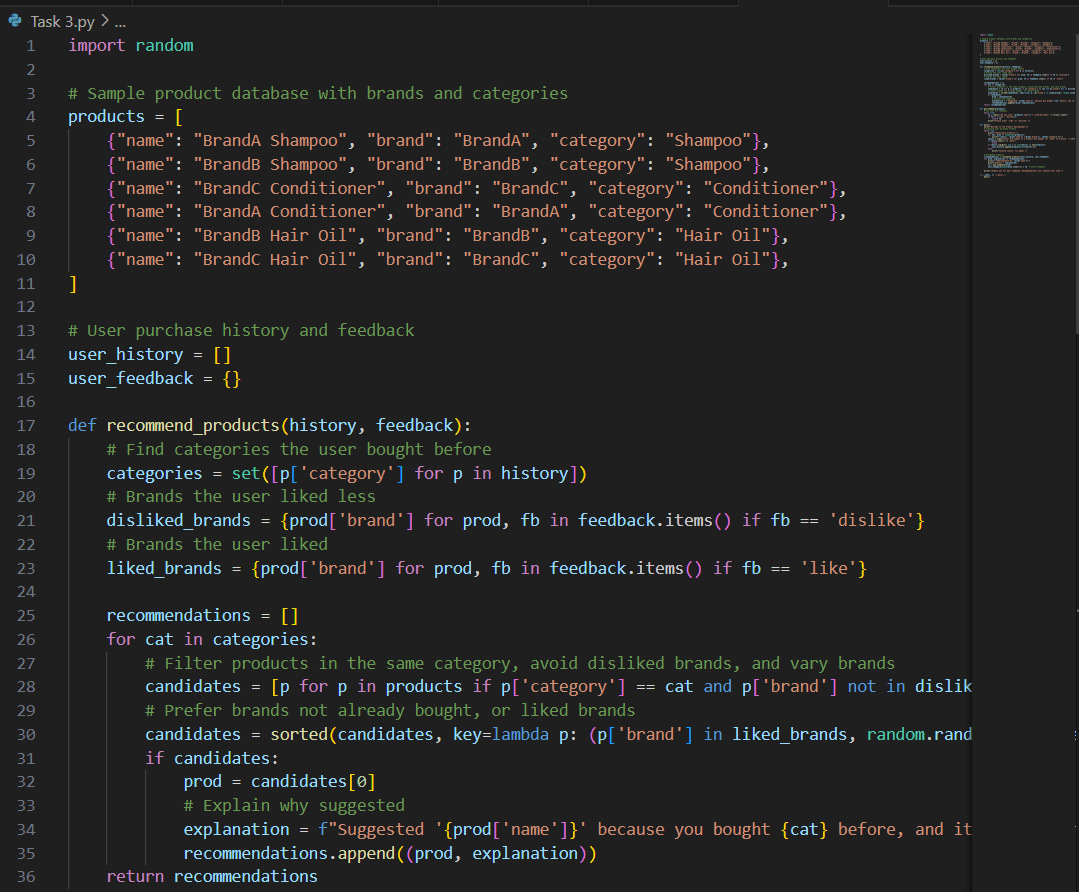 Task 3.py > ...
1 import random
2
3 # Sample product database with brands and categories
4 products = [
5     {"name": "BrandA Shampoo", "brand": "BrandA", "category": "Shampoo"},
6     {"name": "BrandB Shampoo", "brand": "BrandB", "category": "Shampoo"},
7     {"name": "BrandC Conditioner", "brand": "BrandC", "category": "Conditioner"},
8     {"name": "BrandA Conditioner", "brand": "BrandA", "category": "Conditioner"},
9     {"name": "BrandB Hair Oil", "brand": "BrandB", "category": "Hair Oil"},
10     {"name": "BrandC Hair Oil", "brand": "BrandC", "category": "Hair Oil"},
11 ]
12
13 # User purchase history and feedback
14 user_history = []
15 user_feedback = {}
16
17 def recommend_products(history, feedback):
18     # Find categories the user bought before
19     categories = set([p['category'] for p in history])
20     # Brands the user liked less
21     disliked_brands = {prod['brand'] for prod, fb in feedback.items() if fb == 'dislike'}
22     # Brands the user liked
23     liked_brands = {prod['brand'] for prod, fb in feedback.items() if fb == 'like'}
24
25     recommendations = []
26     for cat in categories:
27         # Filter products in the same category, avoid disliked brands, and vary brands
28         candidates = [p for p in products if p['category'] == cat and p['brand'] not in dislik
29         # Prefer brands not already bought, or liked brands
30         candidates = sorted(candidates, key=lambda p: (p['brand'] in liked_brands, random.rand
31         if candidates:
32             prod = candidates[0]
33             # Explain why suggested
34             explanation = f"Suggested '{prod['name']}' because you bought {cat} before, and it
35             recommendations.append((prod, explanation))
36     return recommendations